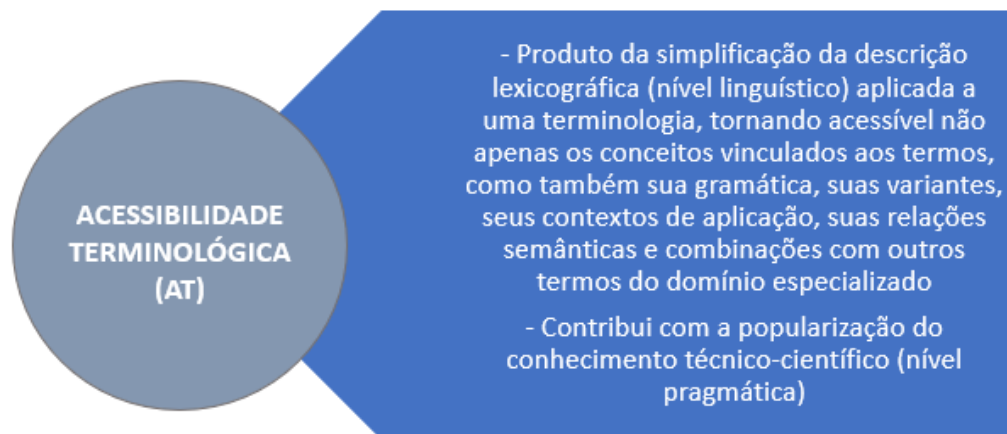 ACESSIBILIDADE
TERMINOLÓGICA
(AT)
- Produto da simplificação da descrição
lexicográfica (nível linguístico) aplicada a
uma terminologia, tornando acessível não
apenas os conceitos vinculados aos termos,
como também sua gramática, suas variantes,
seus contextos de aplicação, suas relações
semânticas e combinações com outros
termos do domínio especializado
- Contribui com a popularização do
conhecimento técnico-científico (nível
pragmática)